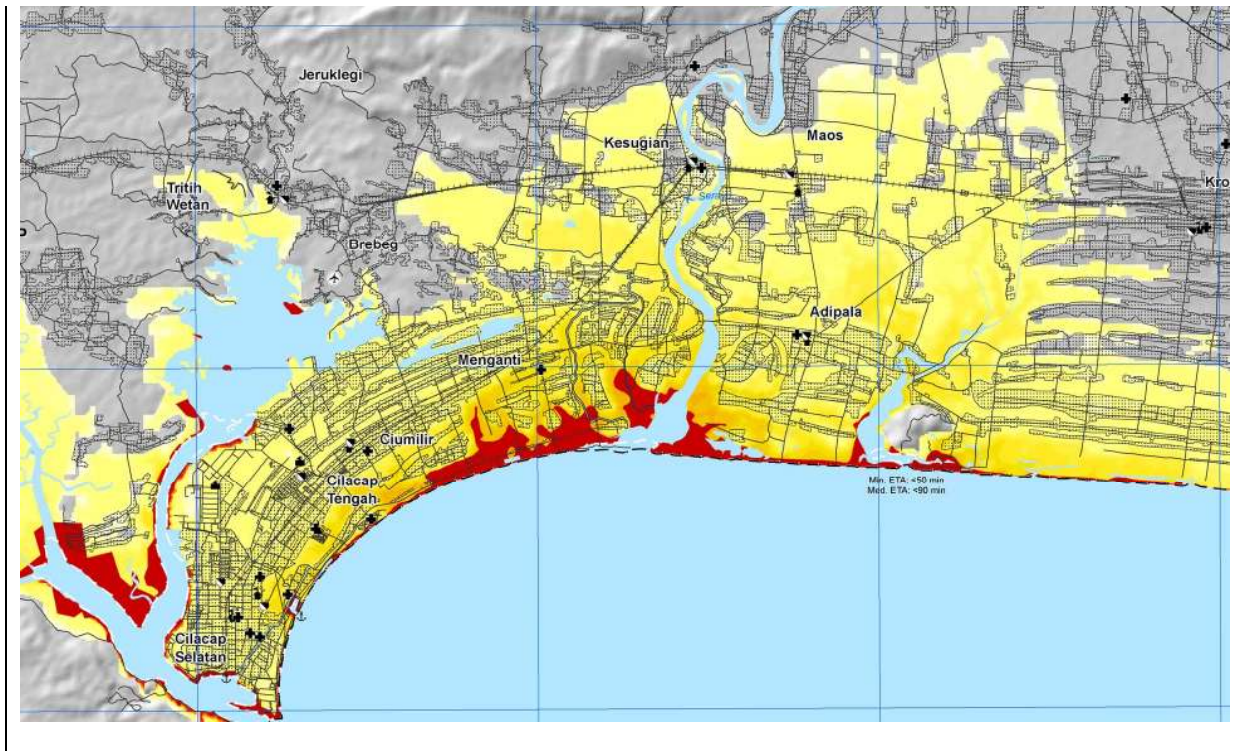 Jeruklegi
Kesugian
Maos
Tritih
Wetan
Kro
Brebeg
Adipala
Menganti
Ciumilir
Cilacap
Tengah
Min. ETA: <50 min
Med. ETA: <90 min
Cilacap
Selatan